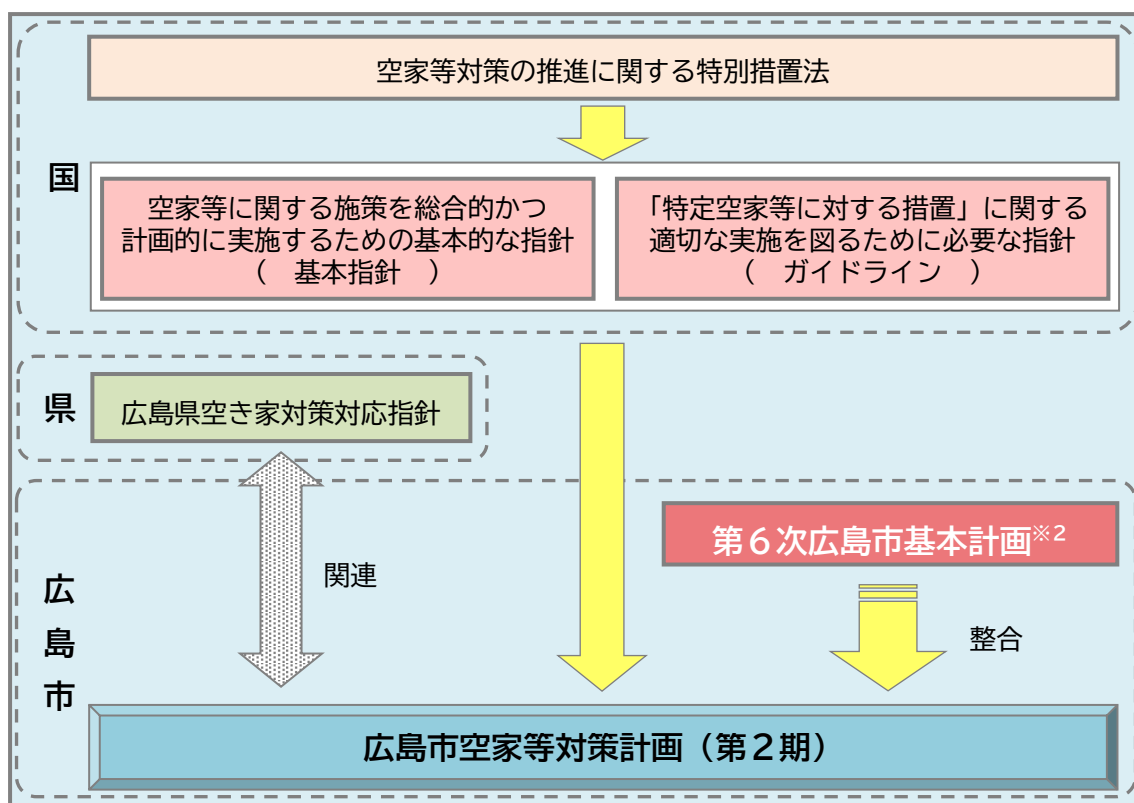 国
空家等対策の推進に関する特別措置法
空家等に関する施策を総合的かつ
計画的に実施するための基本的な指針
(　基本指針　)
「特定空家等に対する措置」に関する
適切な実施を図るために必要な指針
(　ガイドライン　)
県
広島県空き家対策対応指針
広島市
関連
第６次広島市基本計画※2
整合
広島市空家等対策計画（第２期）